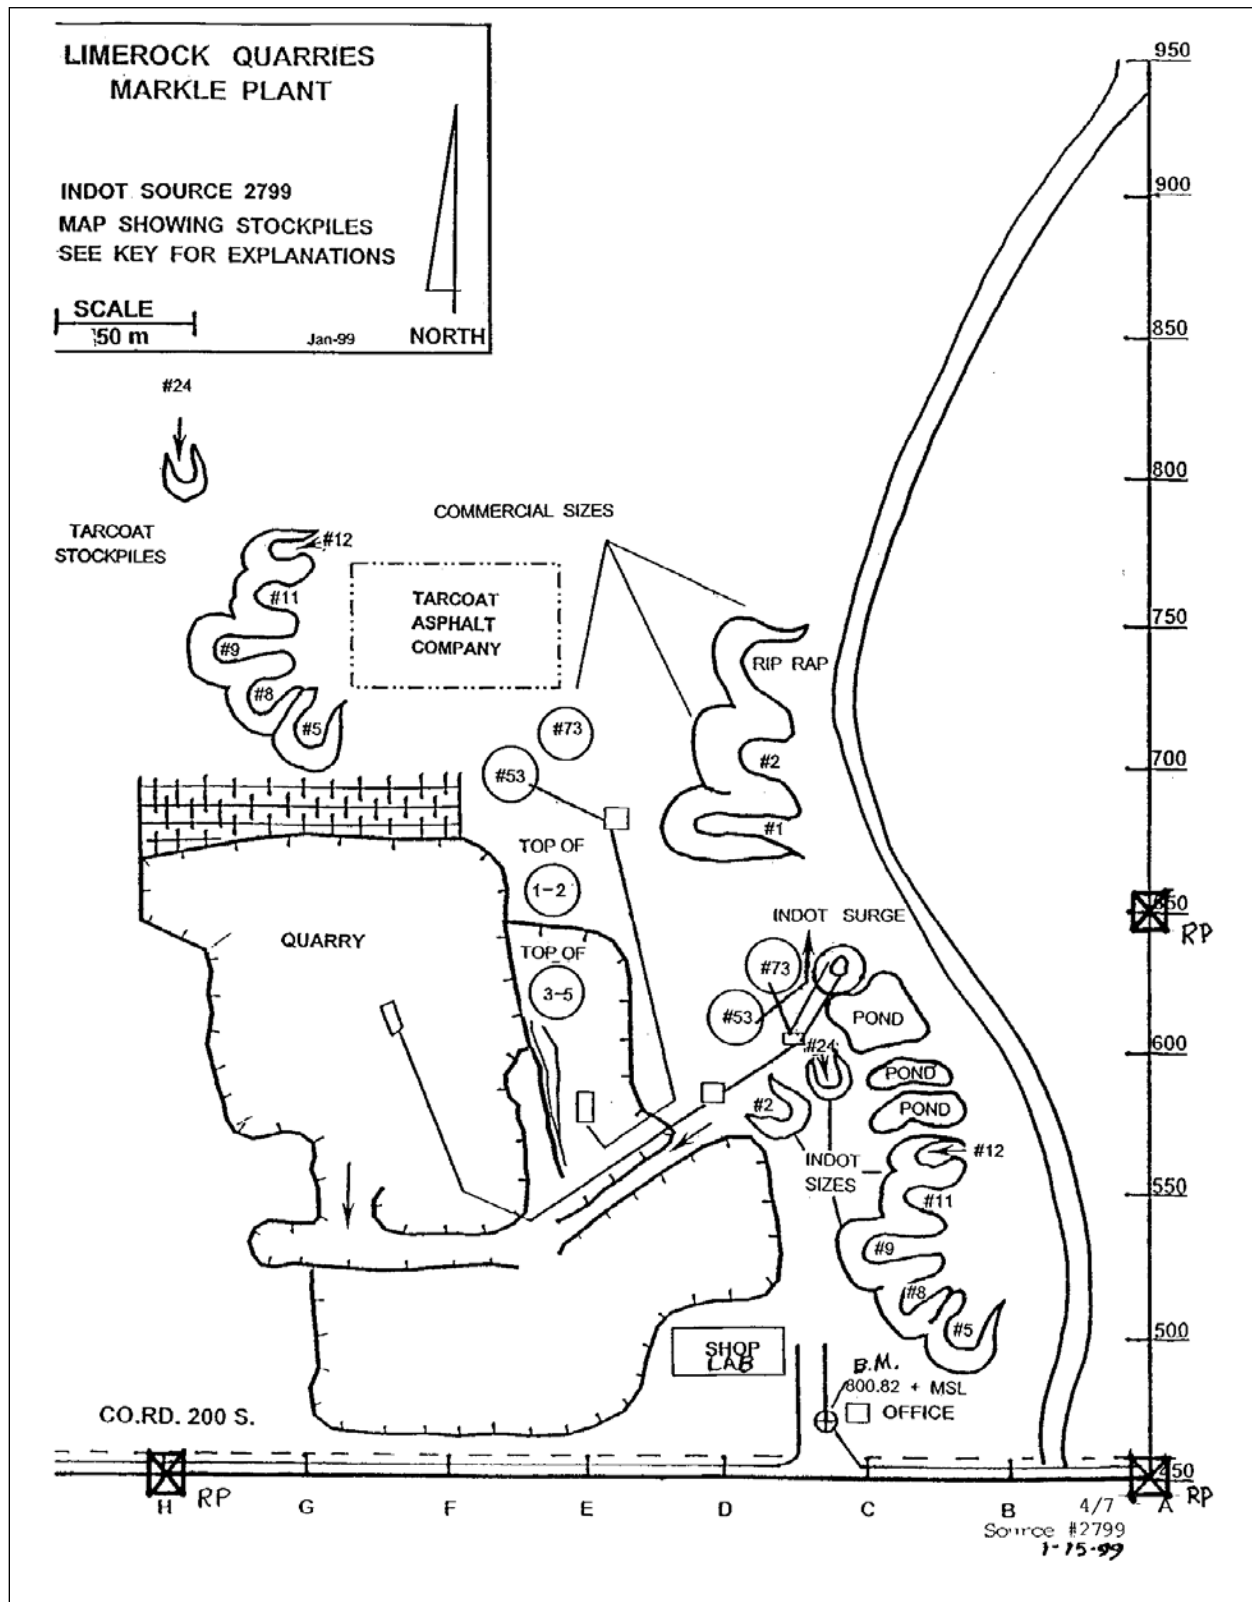 LIMEROCK QUARRIES
MARKLE PLANT
INDOT SOURCE 2799
MAP SHOWING STOCKPILES
SEE KEY FOR EXPLANATIONS
SCALE
50 m
Jan-99
NORTH
950
900
850
800
750
700
650
RP
600
550
500
450
#24
TARCOAT
STOCKPILES
#12
#11
#9
#8
#5
COMMERCIAL SIZES
TARCOAT
ASPHALT
COMPANY
RIP RAP
#2
#1
#73
#53
TOP OF
1-2
TOP OF
3-5
QUARRY
INDOT SURGE
#73
#53
#24
#2
POND
POND
POND
INDOT
SIZES
#12
#11
#9
#8
#5
SHOP
LAB
B.M.
800.82 + MSL
OFFICE
CO.RD. 200 S.
H RP G F E D C B A RP
4/7
Source #2799
1-15-99